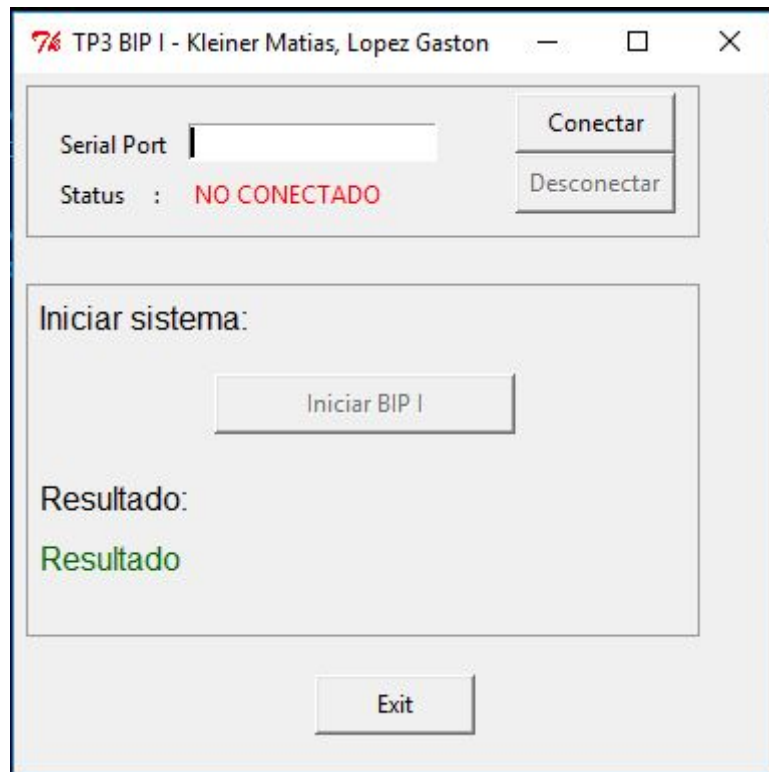 TP3 BIP I - Kleiner Matias, Lopez Gaston
Serial Port
Conectar
Status : NO CONECTADO
Desconectar
Iniciar sistema:
Iniciar BIP I
Resultado:
Resultado
Exit